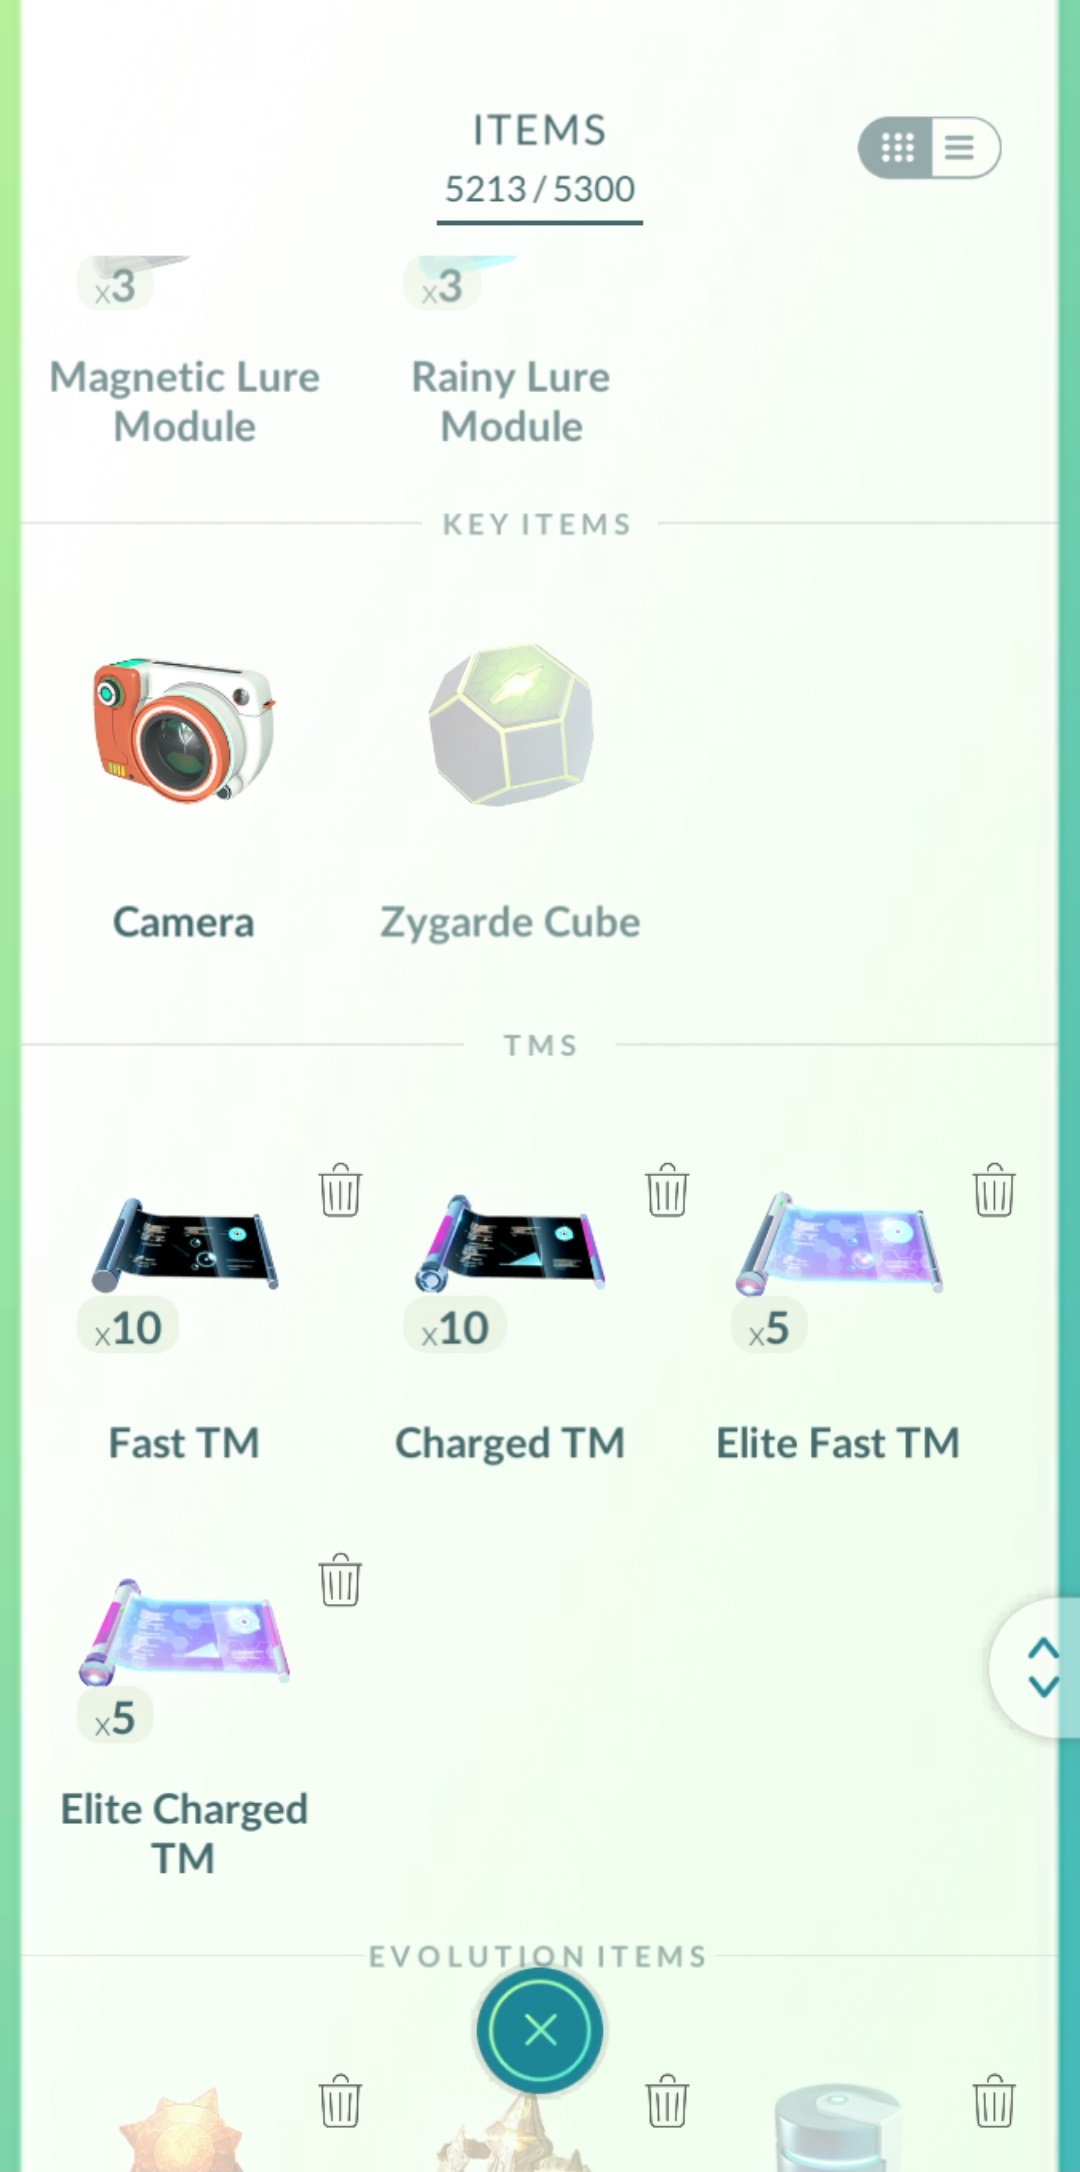 ITEMS
5213 / 5300
x3
x3
Magnetic Lure
Module
Rainy Lure
Module
KEY ITEMS
Camera
Zygarde Cube
TMS
x10
x10
x5
Fast TM
Charged TM
Elite Fast TM
x5
Elite Charged
TM
EVOLUTION ITEMS